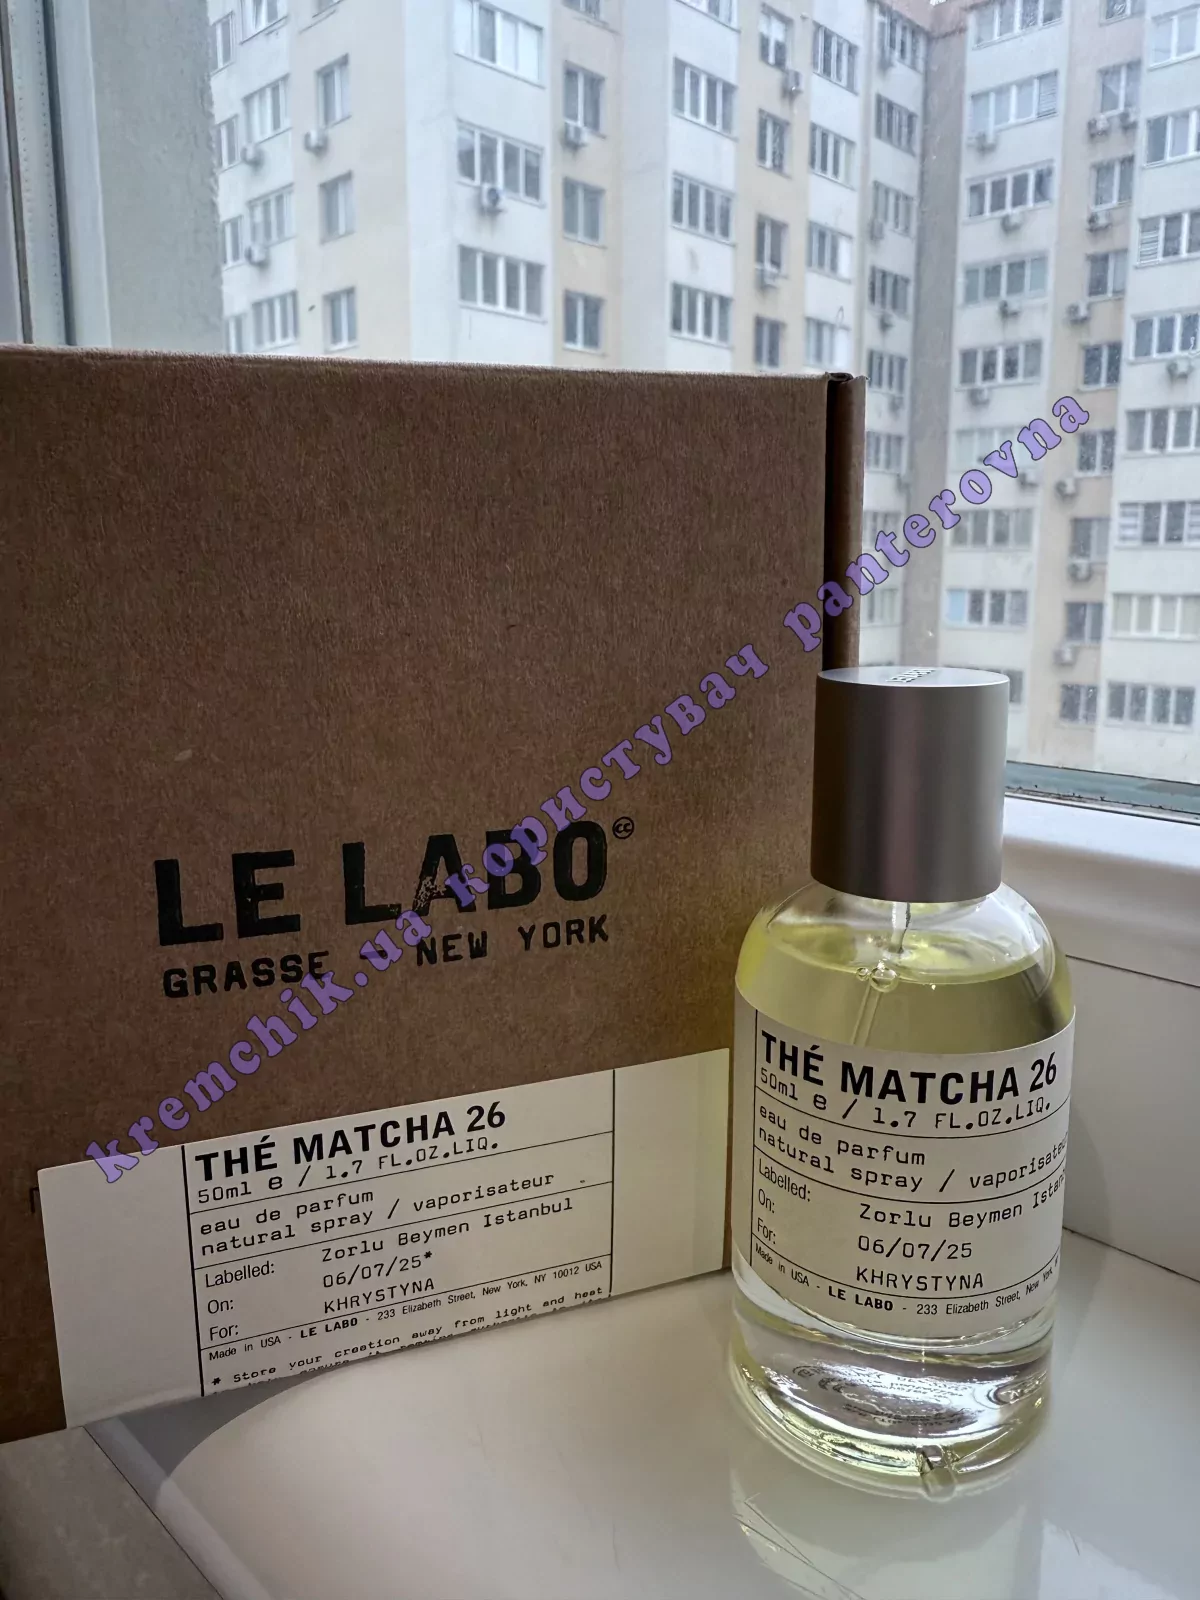 LE LABO
GRASSE - NEW YORK
THÉ MATCHA 26
50ml e / 1.7 FL.OZ.LIQ.
eau de parfum
natural spray / vaporisateur
Labelled: Zorlu Beymen Istanbul
On: 06/07/25*
For: KHRYSTYNA
Made in USA - LE LABO - 233 Elizabeth Street, New York, NY 10012 USA
* Store your creation away from light and heat
THÉ MATCHA 26
50ml e / 1.7 FL.OZ.LIQ.
eau de parfum
natural spray / vaporisateu
Labelled: Zorlu Beymen Istan
On: 06/07/25
For: KHRYSTYNA
Made in USA - LE LABO - 233 Elizabeth Street, New York
kremchik.ua користувач panterovna